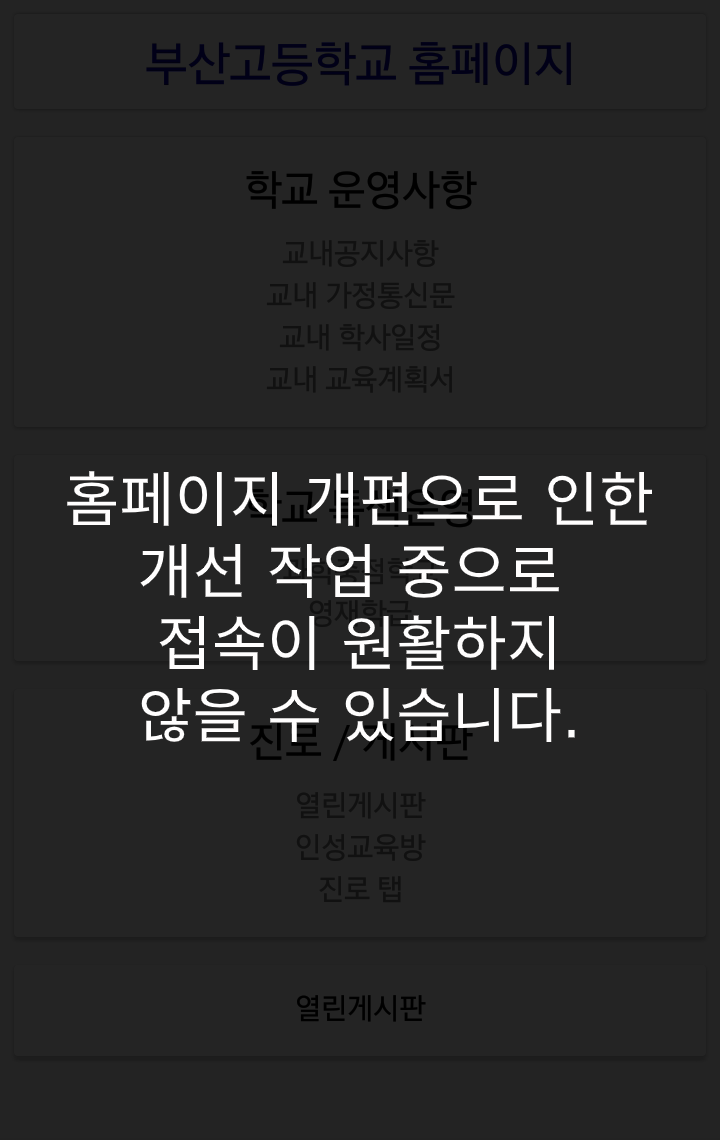 부산고등학교 홈페이지
학교 운영사항
교내공지사항
교내 가정통신문
교내 학사일정
교내 교육계획서
홈페이지 개편으로 인한
개선 작업 중으로
접속이 원활하지
않을 수 있습니다.
영재학급
진로 / 게시판
열린게시판
인성교육방
진로 탭
열린게시판